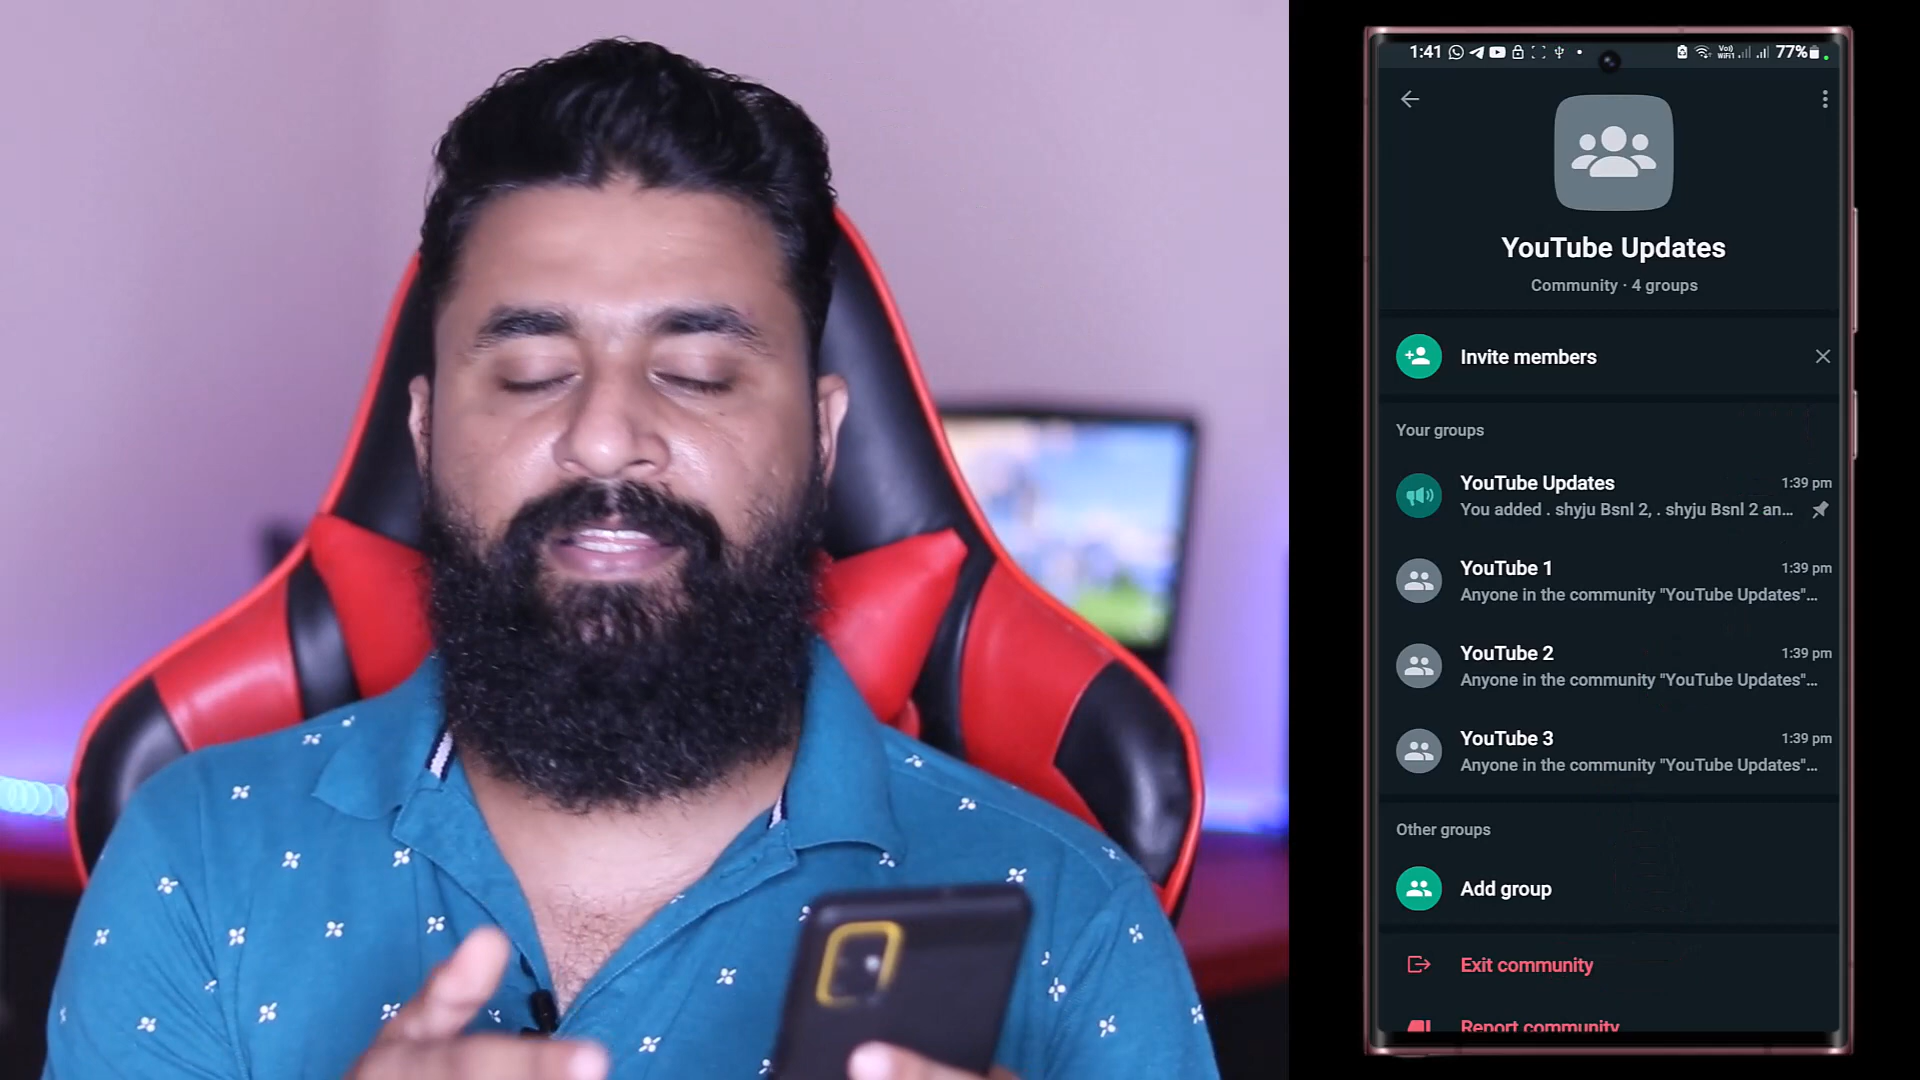 1:41
77%
YouTube Updates
Community · 4 groups
Invite members
Your groups
YouTube Updates 1:39 pm
You added . shyju Bsnl 2, . shyju Bsnl 2 an...
YouTube 1 1:39 pm
Anyone in the community "YouTube Updates"...
YouTube 2 1:39 pm
Anyone in the community "YouTube Updates"...
YouTube 3 1:39 pm
Anyone in the community "YouTube Updates"...
Other groups
Add group
Exit community
Report community